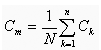 C_m = \frac{1}{N} \sum_{k=1}^{n} C_k